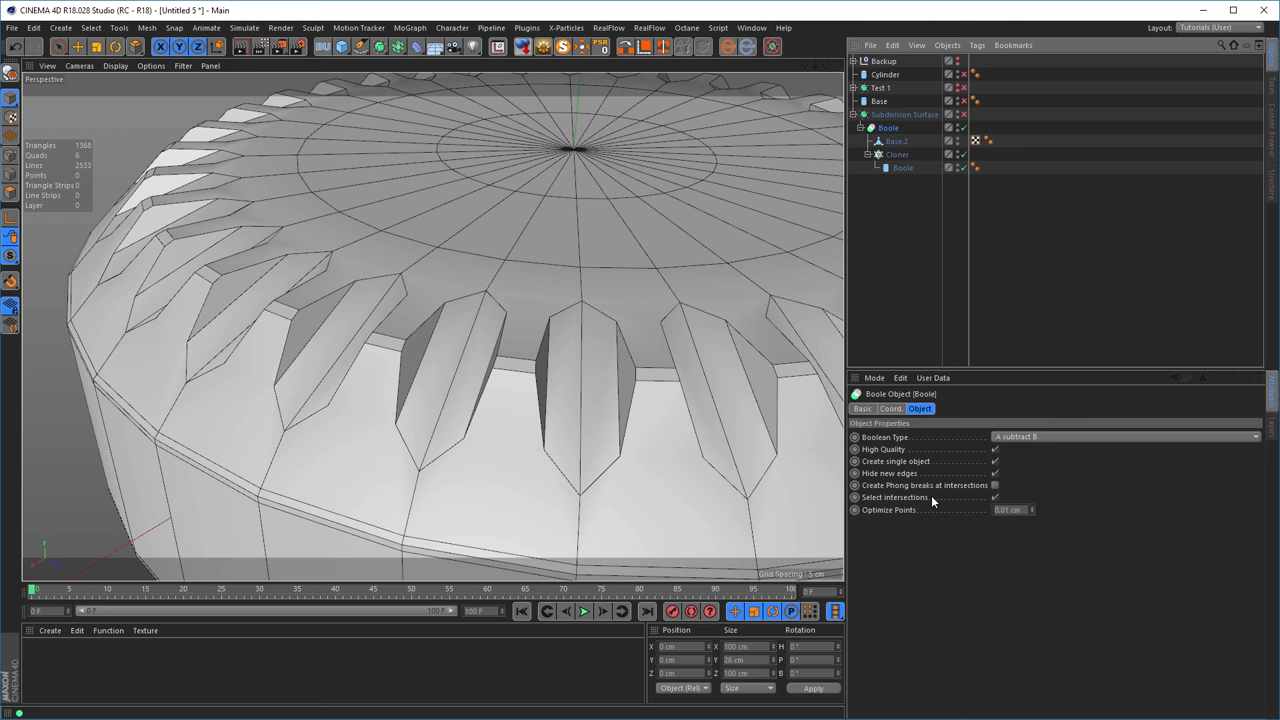 CINEMA 4D R18.028 Studio (RC - R18) - [Untitled 5 *] - Main
File Edit Create Select Tools Mesh Snap Animate Simulate Render Sculpt Motion Tracker MoGraph Character Pipeline Plugins X-Particles RealFlow RealFlow Octane Script Window Help
Layout: Tutorials (User)
X Y Z PSR
View Cameras Display Options Filter Panel
Perspective
Triangles 1368
Quads 6
Lines 2533
Points 0
Triangle Strips 0
Line Strips 0
Layer 0
Grid Spacing : 5 cm
File Edit View Objects Tags Bookmarks
Backup
Cylinder
Test 1
Base
Subdivision Surface
Boole
Base.2
Cloner
Boole
Objects
Takes
Content Browser
Structure
Mode Edit User Data
Boole Object [Boole]
Basic Coord. Object
Object Properties
Boolean Type A subtract B
High Quality
Create single object
Hide new edges
Create Phong breaks at intersections
Select intersections
Optimize Points 0.01 cm
Attributes
Layers
0 5 10 15 20 25 30 35 40 45 50 55 60 65 70 75 80 85 90 95 100
0 F
0 F 0 F 100 F 100 F
Create Edit Function Texture
Position Size Rotation
X 0 cm X 100 cm H 0 °
Y 0 cm Y 26 cm P 0 °
Z 0 cm Z 100 cm B 0 °
Object (Rel) Size Apply
MAXON
CINEMA 4D